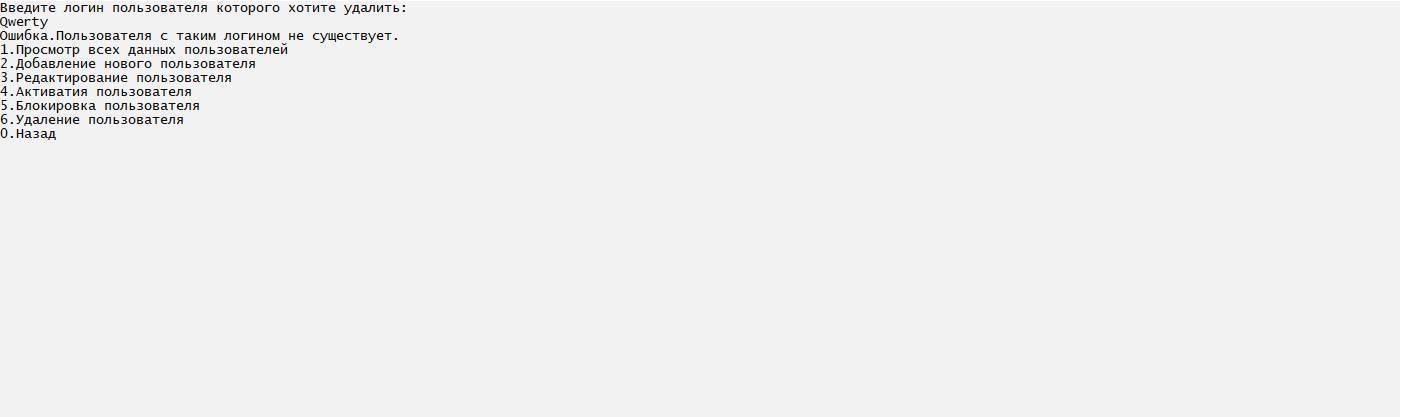 Введите логин пользователя которого хотите удалить:
Qwerty
Ошибка.Пользователя с таким логином не существует.
1.Просмотр всех данных пользователей
2.Добавление нового пользователя
3.Редактирование пользователя
4.Активатия пользователя
5.Блокировка пользователя
6.Удаление пользователя
0.Назад